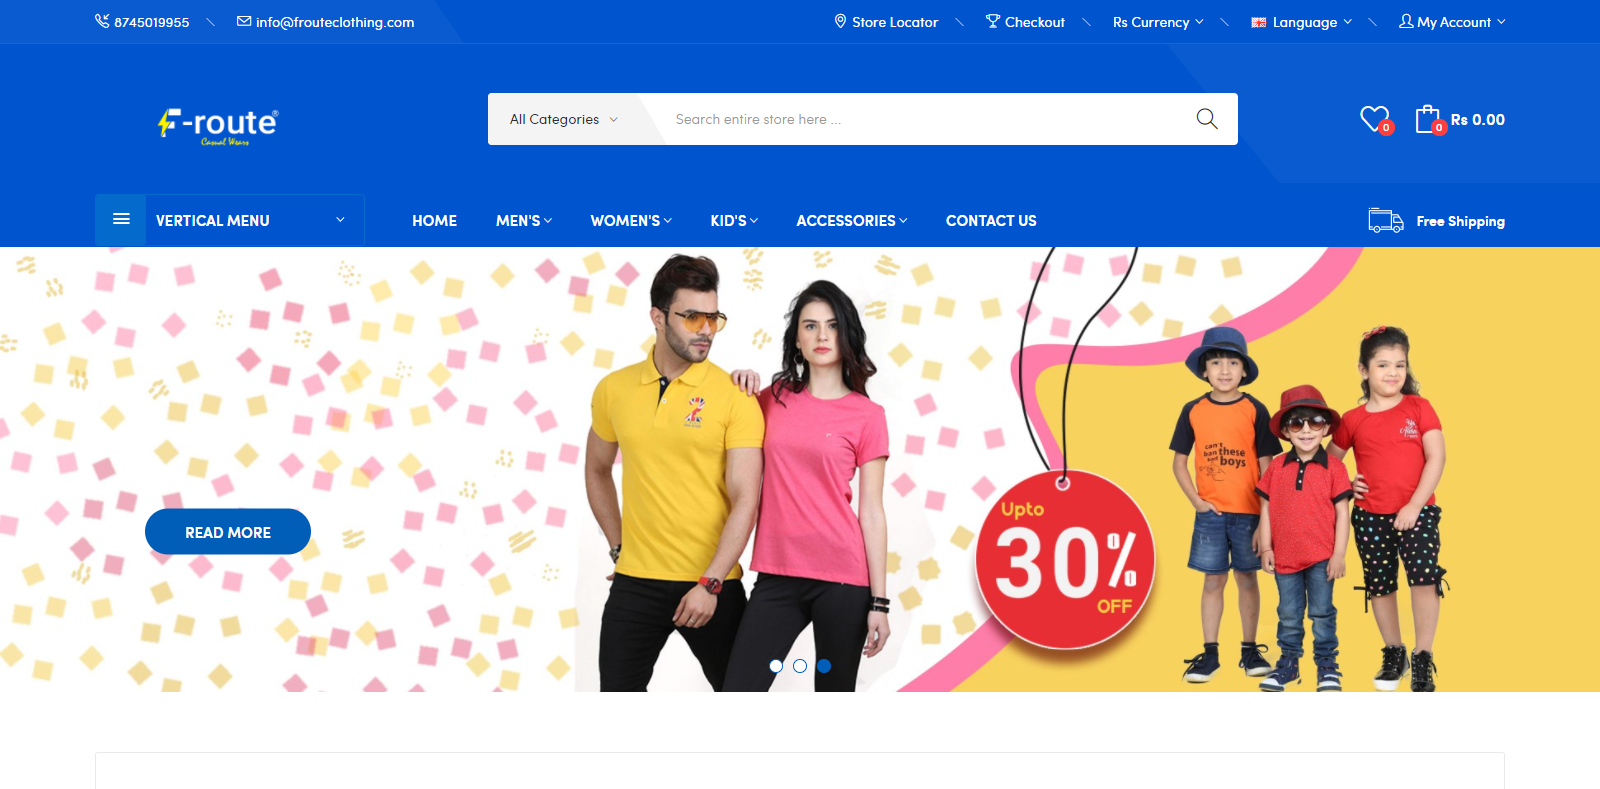 8745019955
info@frouteclothing.com
Store Locator
Checkout
Rs Currency
Language
My Account
F-route®
Casual Wears
All Categories
Search entire store here ...
0
0
Rs 0.00
VERTICAL MENU
HOME
MEN'S
WOMEN'S
KID'S
ACCESSORIES
CONTACT US
Free Shipping
READ MORE
2
Upto
30%
OFF
can't
ban these
boys